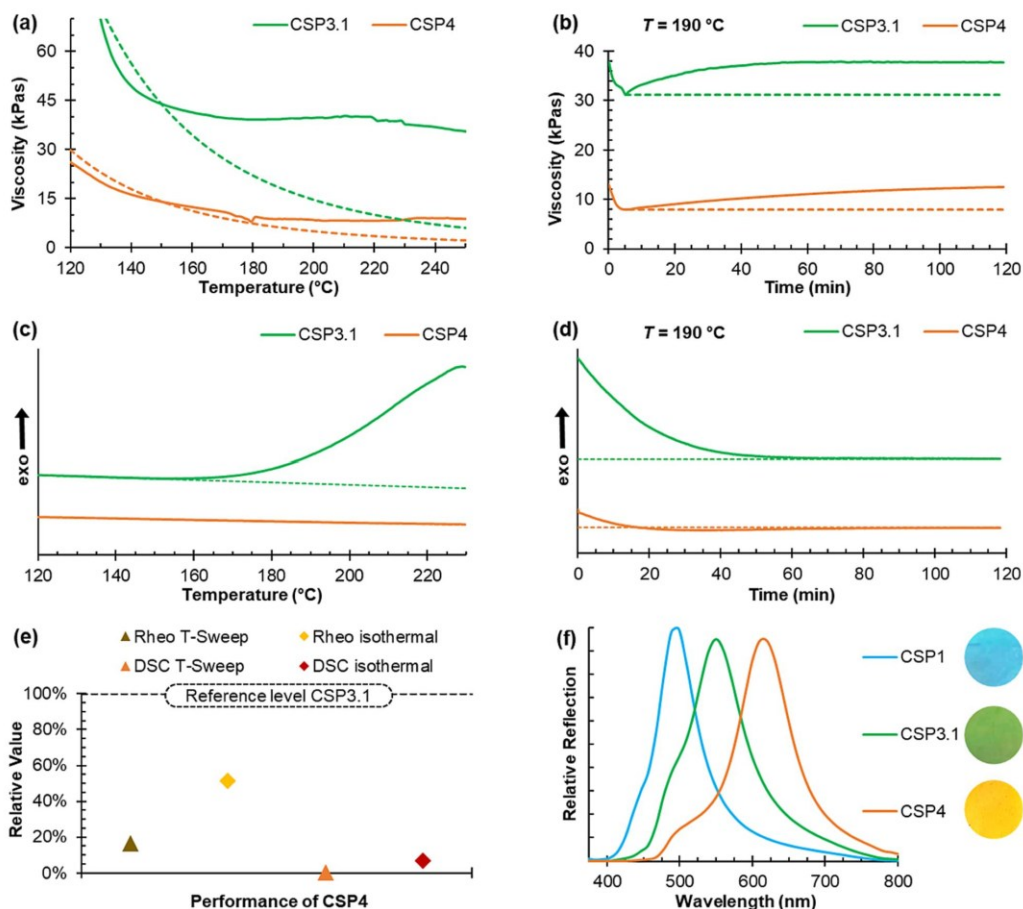 (a)
CSP3.1
CSP4
Viscosity (kPas)
60
45
30
15
0
120 140 160 180 200 220 240
Temperature (°C)
(b)
T = 190 °C
CSP3.1
CSP4
Viscosity (kPas)
40
30
20
10
0
0 20 40 60 80 100 120
Time (min)
(c)
CSP3.1
CSP4
exo
120 140 160 180 200 220
Temperature (°C)
(d)
T = 190 °C
CSP3.1
CSP4
exo
0 20 40 60 80 100 120
Time (min)
(e)
Rheo T-Sweep
Rheo isothermal
DSC T-Sweep
DSC isothermal
Relative Value
100%
80%
60%
40%
20%
0%
Reference level CSP3.1
Performance of CSP4
(f)
Relative Reflection
CSP1
CSP3.1
CSP4
400 500 600 700 800
Wavelength (nm)